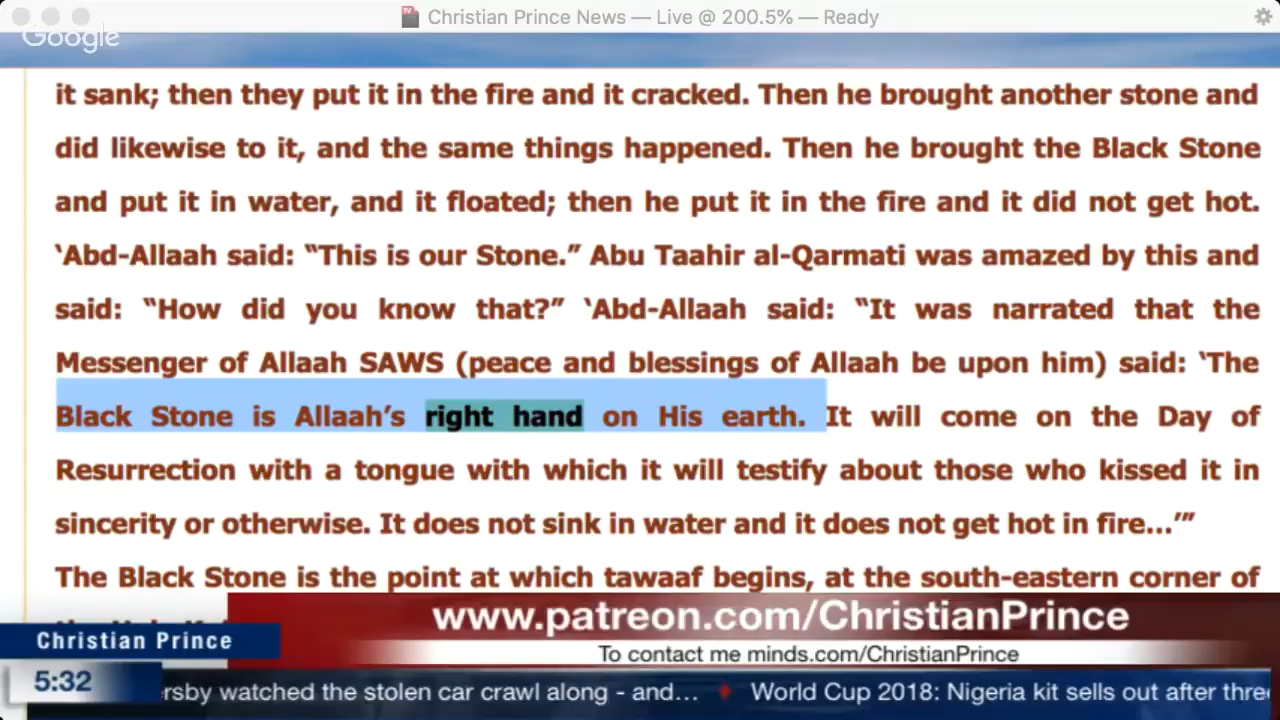 Christian Prince News — Live @ 200.5% — Ready
Google
it sank; then they put it in the fire and it cracked. Then he brought another stone and
did likewise to it, and the same things happened. Then he brought the Black Stone
and put it in water, and it floated; then he put it in the fire and it did not get hot.
‘Abd-Allaah said: “This is our Stone.” Abu Taahir al-Qarmati was amazed by this and
said: “How did you know that?” ‘Abd-Allaah said: “It was narrated that the
Messenger of Allaah SAWS (peace and blessings of Allaah be upon him) said: ‘The
Black Stone is Allaah’s right hand on His earth. It will come on the Day of
Resurrection with a tongue with which it will testify about those who kissed it in
sincerity or otherwise. It does not sink in water and it does not get hot in fire…’”
The Black Stone is the point at which tawaaf begins, at the south-eastern corner of
www.patreon.com/ChristianPrince
Christian Prince
To contact me minds.com/ChristianPrince
5:32
watched the stolen car crawl along - and... World Cup 2018: Nigeria kit sells out after three